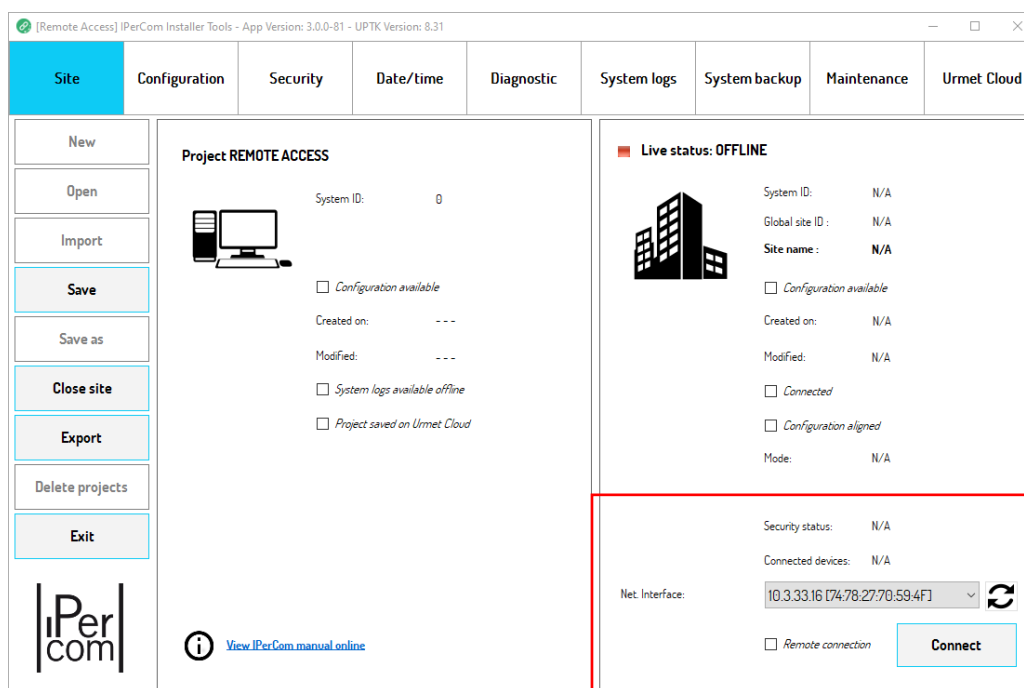 [Remote Access] IPerCom Installer Tools - App Version: 3.0.0-81 - UPTK Version: 8.31
Site
Configuration
Security
Date/time
Diagnostic
System logs
System backup
Maintenance
Urmet Cloud
New
Open
Import
Save
Save as
Close site
Export
Delete projects
Exit
IPer
com
Project REMOTE ACCESS
System ID: 0
Configuration available
Created on: ---
Modified: ---
System logs available offline
Project saved on Urmet Cloud
View IPerCom manual online
Live status: OFFLINE
System ID: N/A
Global site ID : N/A
Site name : N/A
Configuration available
Created on: N/A
Modified: N/A
Connected
Configuration aligned
Mode: N/A
Security status: N/A
Connected devices: N/A
Net. Interface: 10.3.33.16 [74:78:27:70:59:4F]
Remote connection
Connect